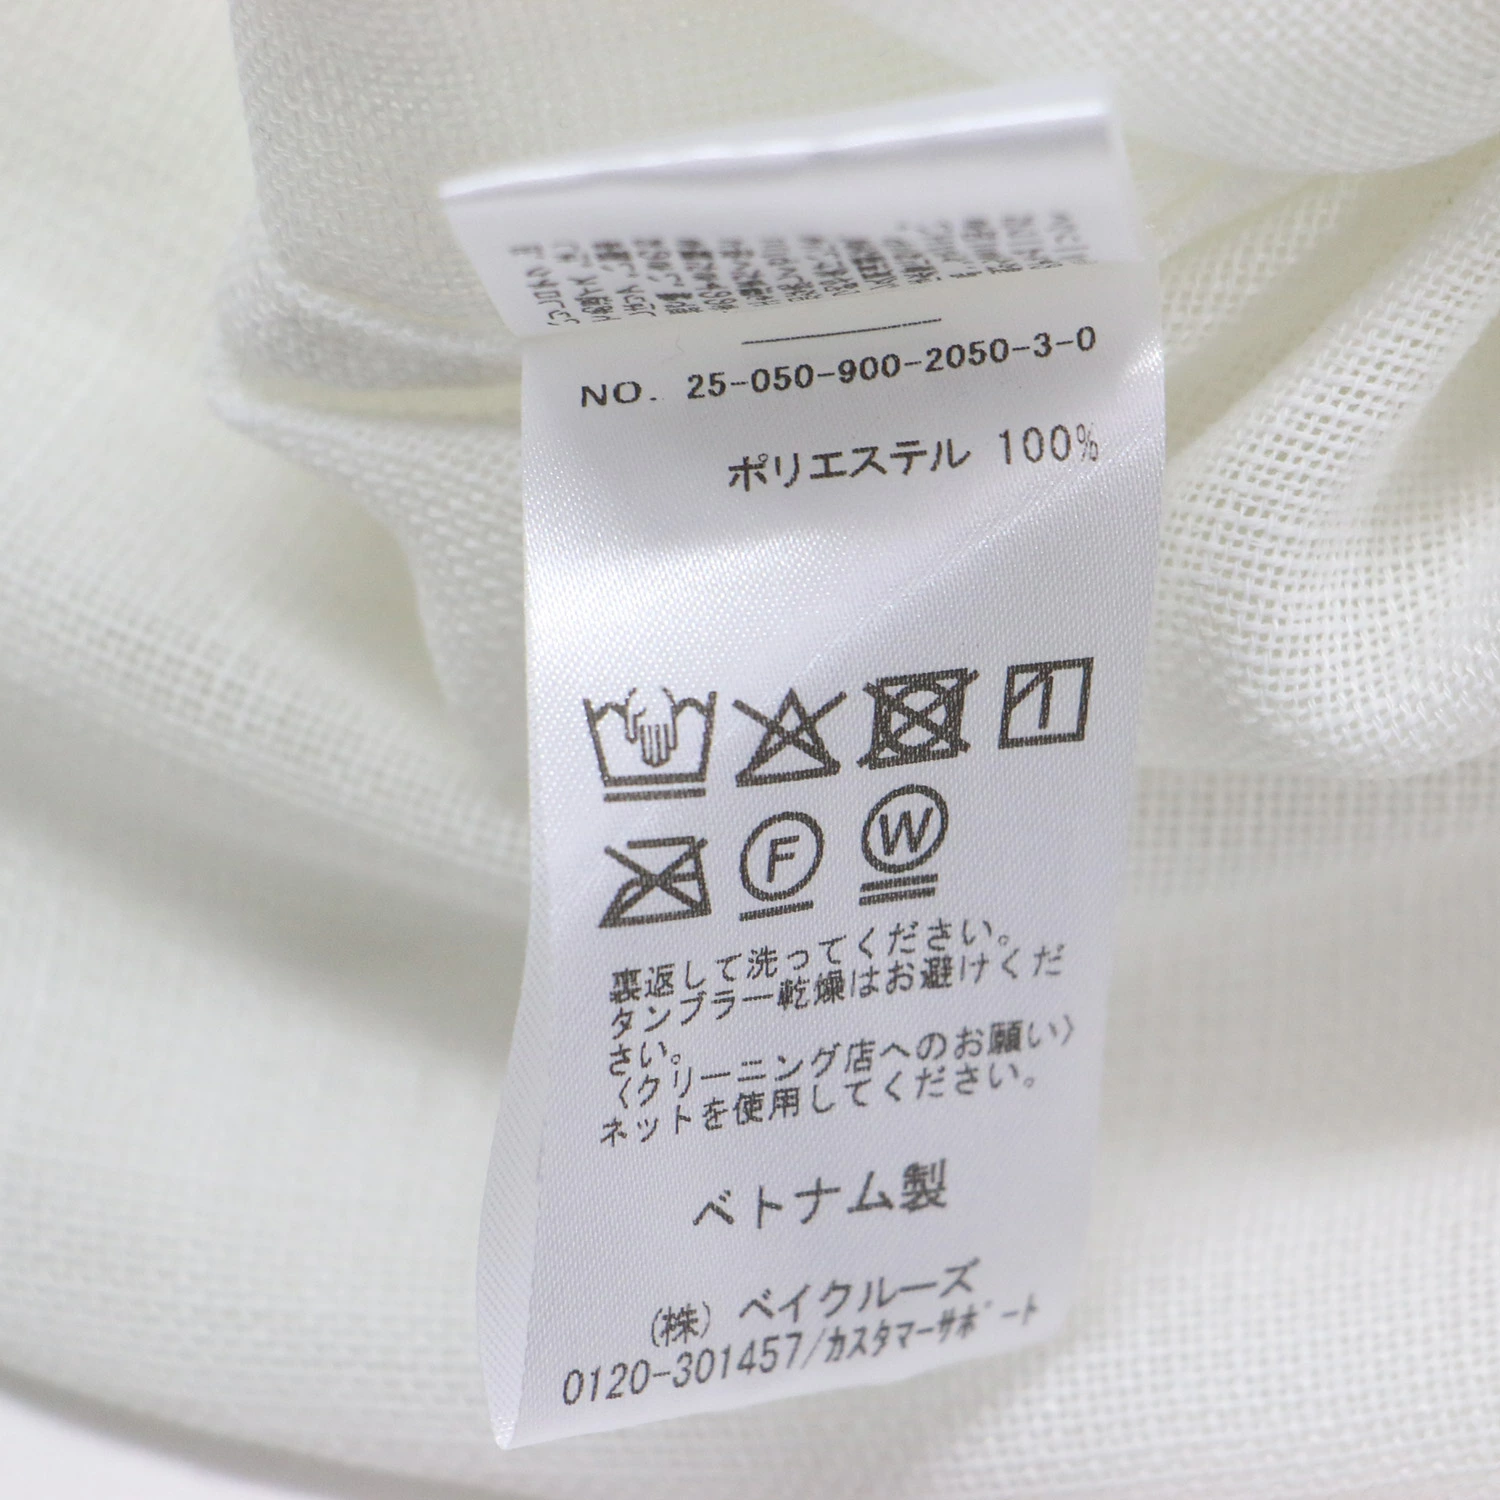 NO. 25-050-900-2050-3-0
ポリエステル 100%
F
W
裏返して洗ってください。
タンブラー乾燥はお避けくだ
さい。
〈クリーニング店へのお願い〉
ネットを使用してください。
ベトナム製
(株) ベイクルーズ
0120-301457/カスタマーサポート